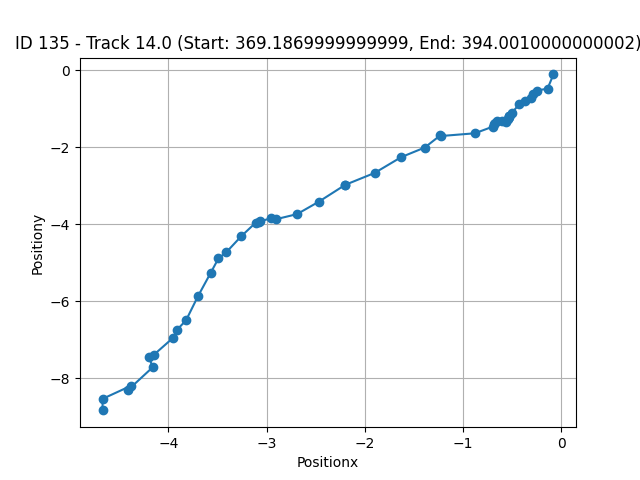 ID 135 - Track 14.0 (Start: 369.1869999999999, End: 394.0010000000002)
0
−2
−4
−6
−8
Positiony
−4 −3 −2 −1 0
Positionx